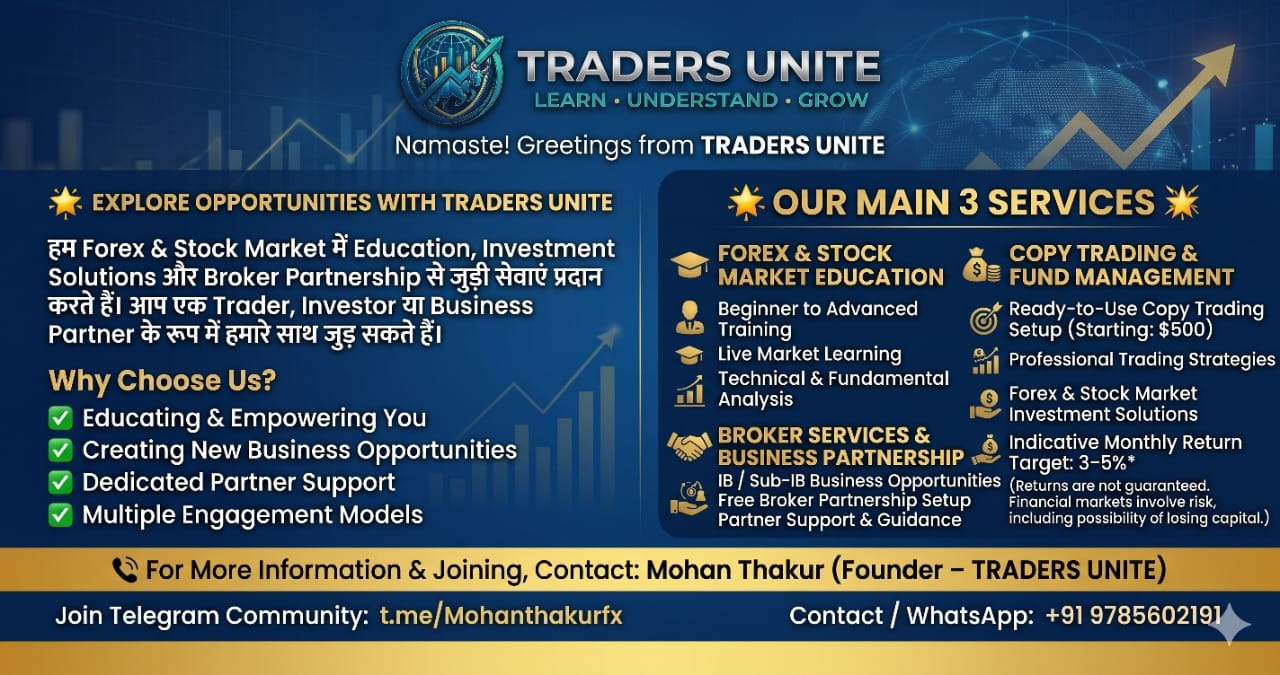 TRADERS UNITE
LEARN · UNDERSTAND · GROW
Namaste! Greetings from TRADERS UNITE
EXPLORE OPPORTUNITIES WITH TRADERS UNITE
हम Forex & Stock Market में Education, Investment
Solutions और Broker Partnership से जुड़ी सेवाएं प्रदान
करते हैं। आप एक Trader, Investor या Business
Partner के रूप में हमारे साथ जुड़ सकते हैं।
Why Choose Us?
Educating & Empowering You
Creating New Business Opportunities
Dedicated Partner Support
Multiple Engagement Models
OUR MAIN 3 SERVICES
FOREX & STOCK
MARKET EDUCATION
Beginner to Advanced
Training
Live Market Learning
Technical & Fundamental
Analysis
BROKER SERVICES &
BUSINESS PARTNERSHIP
IB / Sub-IB Business Opportunities
Free Broker Partnership Setup
Partner Support & Guidance
COPY TRADING &
FUND MANAGEMENT
Ready-to-Use Copy Trading
Setup (Starting: $500)
Professional Trading Strategies
Forex & Stock Market
Investment Solutions
Indicative Monthly Return
Target: 3-5%*
(Returns are not guaranteed.
Financial markets involve risk,
including possibility of losing capital.)
For More Information & Joining, Contact: Mohan Thakur (Founder – TRADERS UNITE)
Join Telegram Community: t.me/Mohanthakurfx
Contact / WhatsApp: +91 9785602191